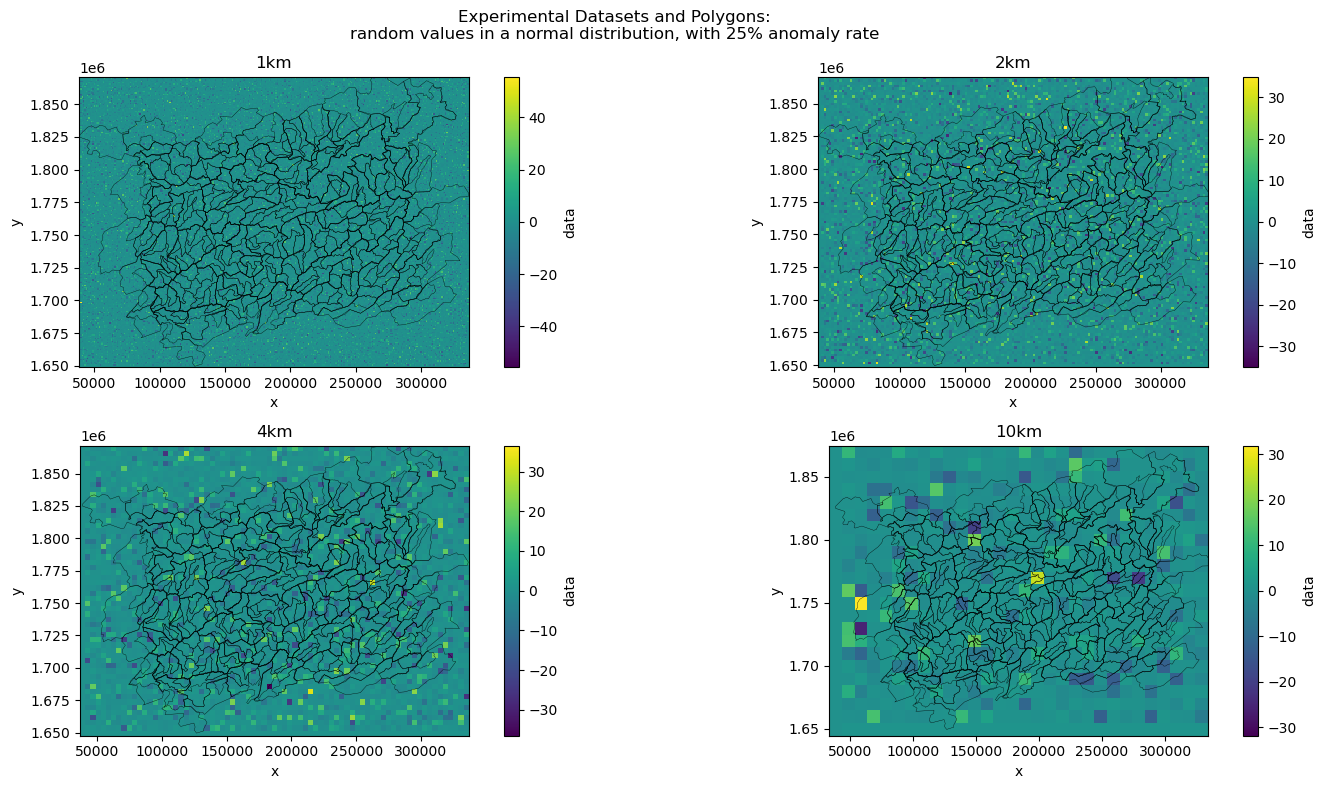 Experimental Datasets and Polygons:
random values in a normal distribution, with 25% anomaly rate
1km
1e6
1.850
1.825
1.800
1.775
1.750
1.725
1.700
1.675
1.650
y
50000 100000 150000 200000 250000 300000
x
40
20
0
−20
−40
data
2km
1e6
1.850
1.825
1.800
1.775
1.750
1.725
1.700
1.675
1.650
y
50000 100000 150000 200000 250000 300000
x
30
20
10
0
−10
−20
−30
data
4km
1e6
1.850
1.825
1.800
1.775
1.750
1.725
1.700
1.675
1.650
y
50000 100000 150000 200000 250000 300000
x
30
20
10
0
−10
−20
−30
data
10km
1e6
1.85
1.80
1.75
1.70
1.65
y
50000 100000 150000 200000 250000 300000
x
30
20
10
0
−10
−20
−30
data